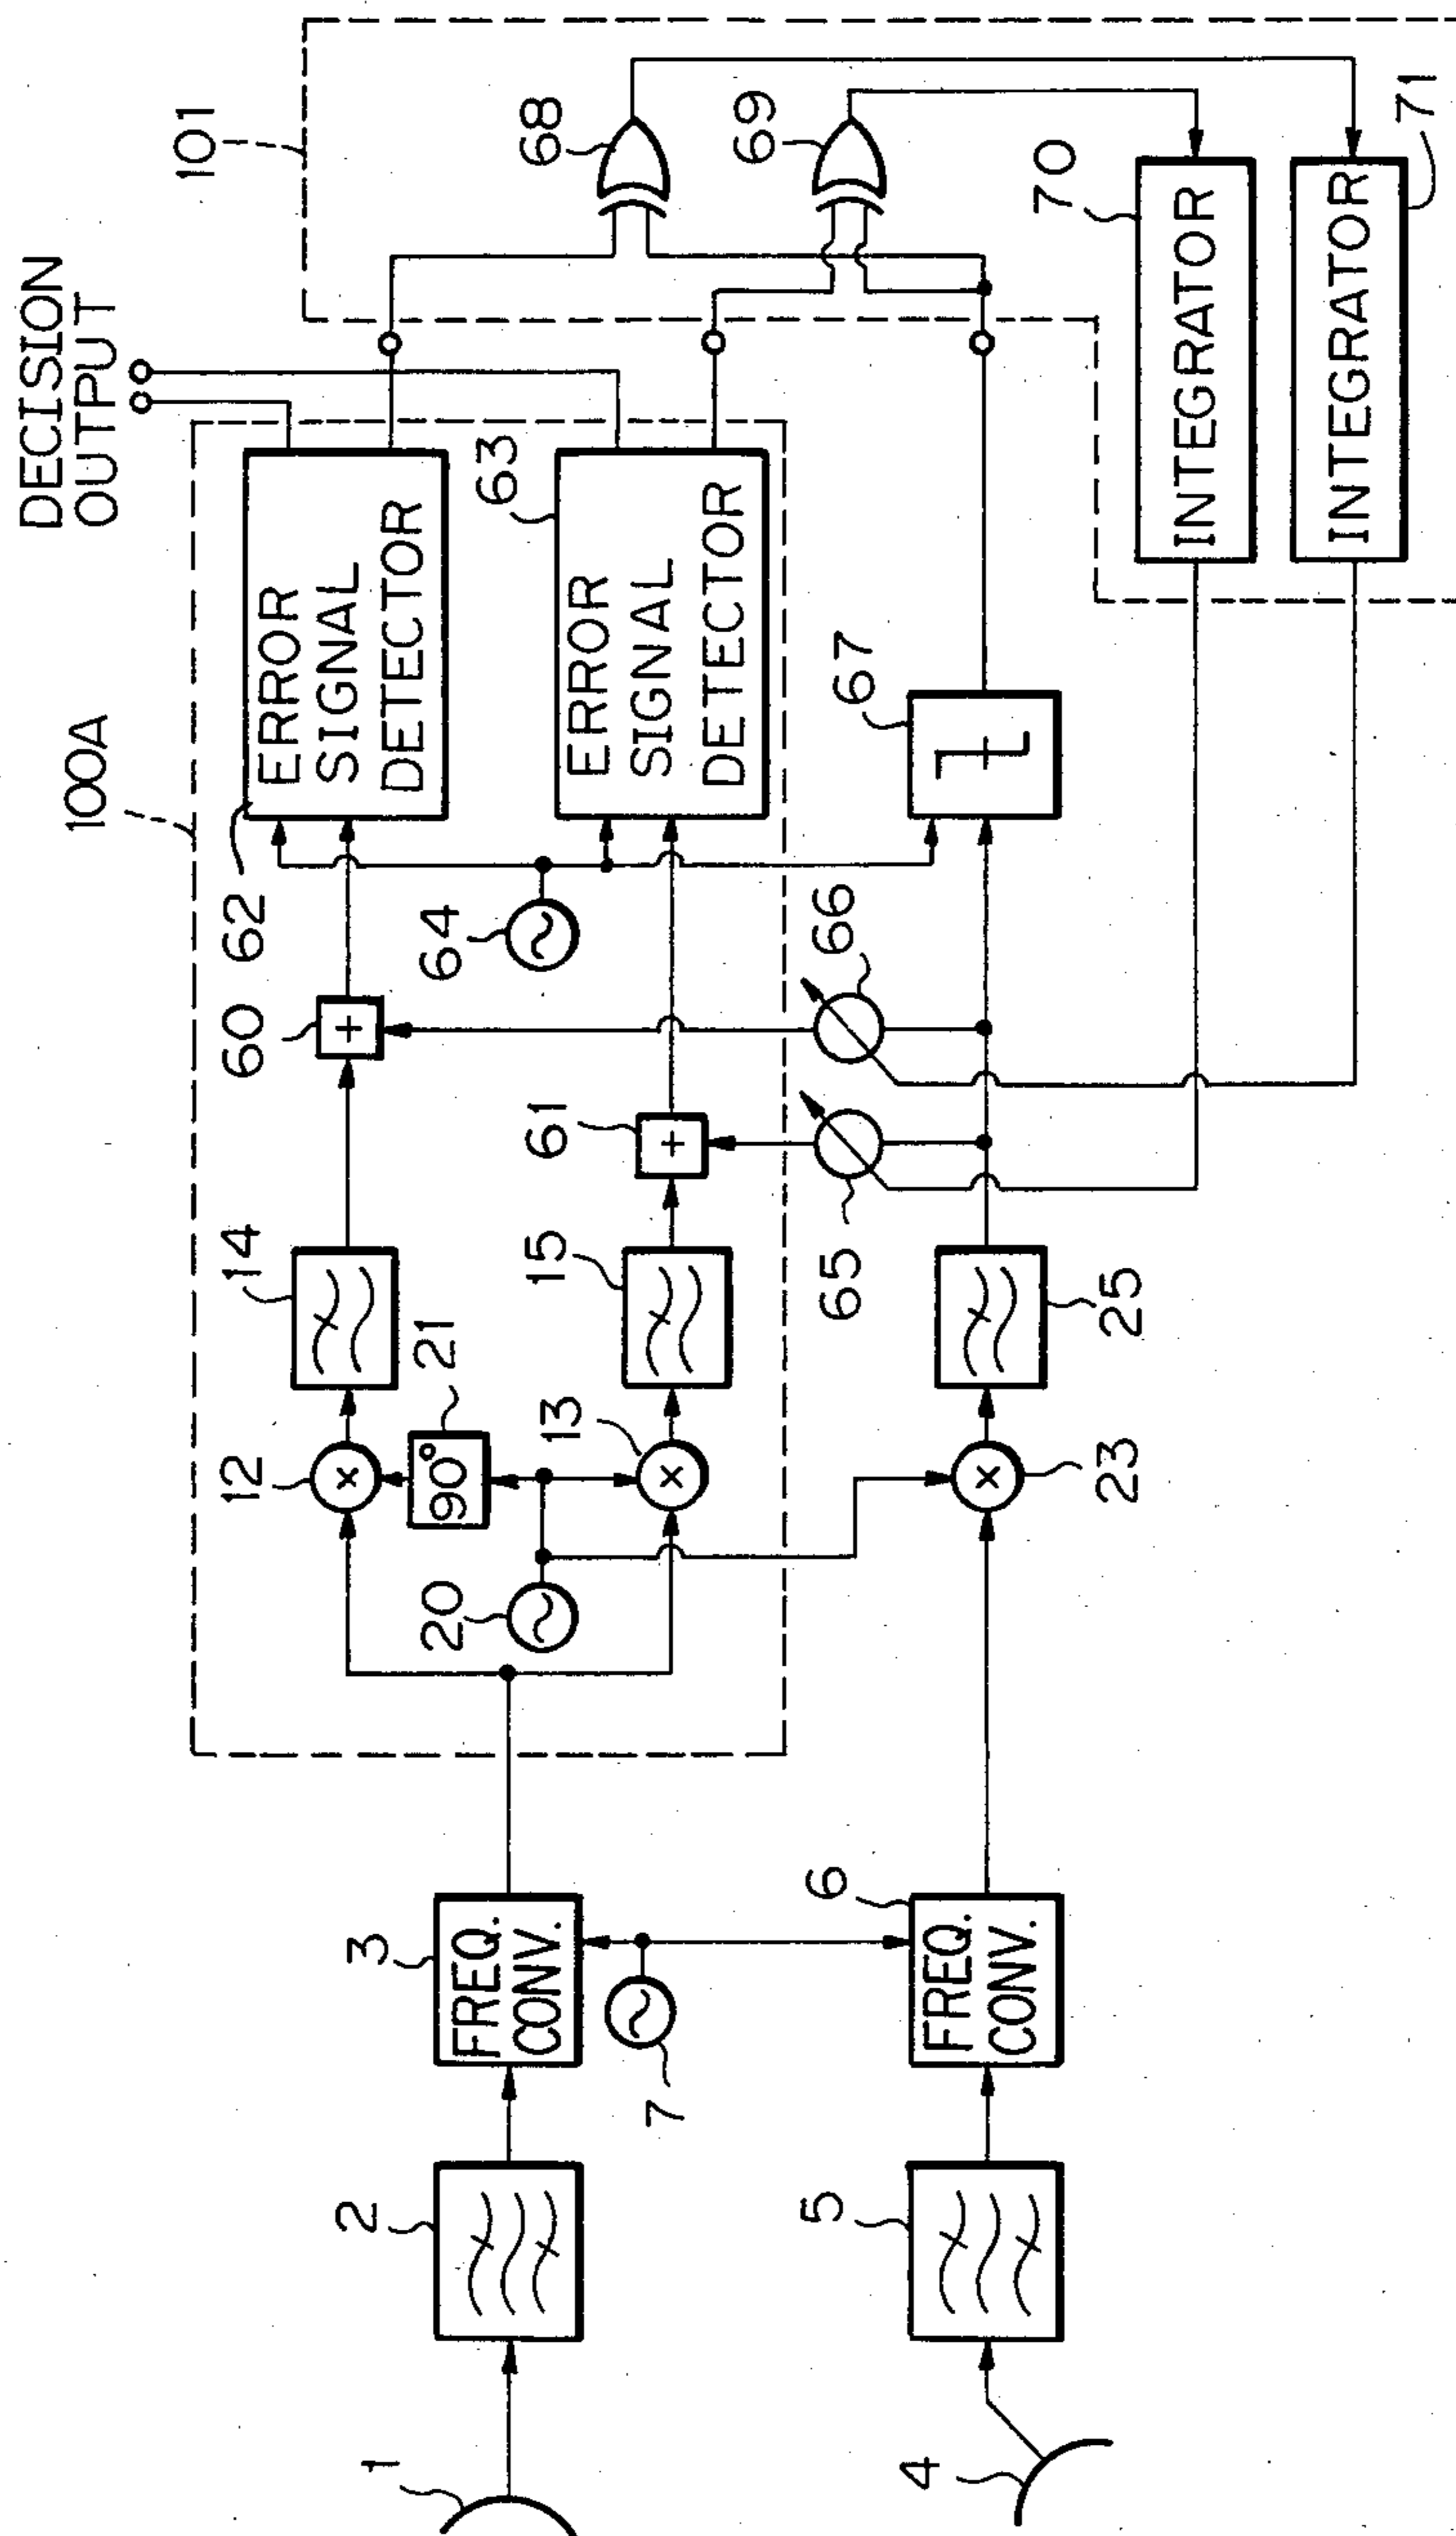 DECISION
OUTPUT
101
100A
68
69
70
71
62
ERROR
SIGNAL
DETECTOR
63
ERROR
SIGNAL
DETECTOR
INTEGRATOR
INTEGRATOR
67
64
66
60
+
61
+
65
14
15
25
21
12
×
90°
13
×
23
×
20
3
FREQ.
CONV.
6
FREQ.
CONV.
7
2
5
1
4